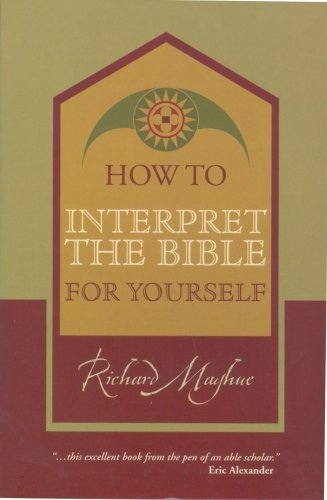 HOW TO
INTERPRET
THE BIBLE
FOR YOURSELF
Richard Mayhue
“…this excellent book from the pen of an able scholar.”
Eric Alexander